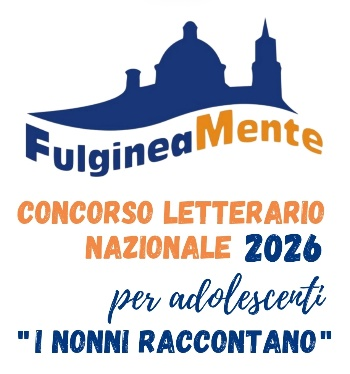 FulgineaMente
CONCORSO LETTERARIO
NAZIONALE 2026
per adolescenti
"I NONNI RACCONTANO"